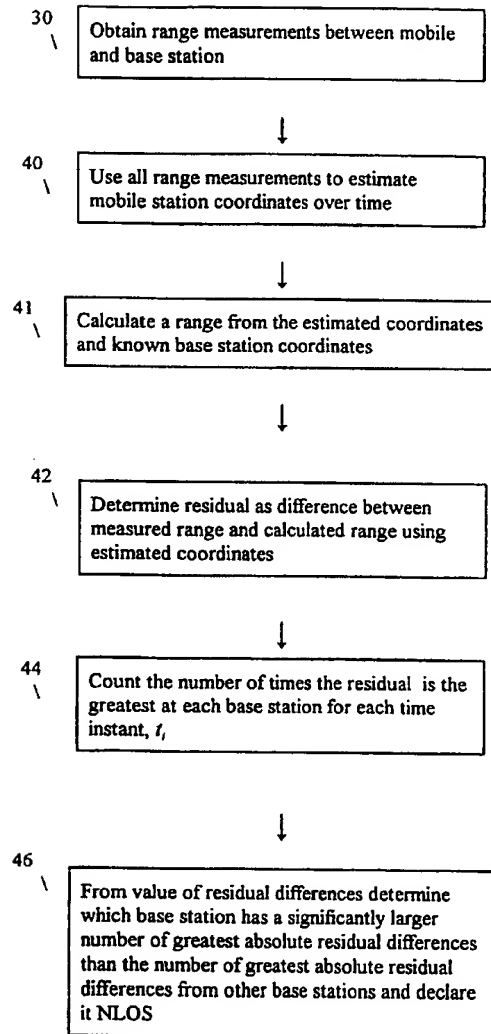 30
Obtain range measurements between mobile
and base station
40
Use all range measurements to estimate
mobile station coordinates over time
41
Calculate a range from the estimated coordinates
and known base station coordinates
42
Determine residual as difference between
measured range and calculated range using
estimated coordinates
44
Count the number of times the residual is the
greatest at each base station for each time
instant, tᵢ
46
From value of residual differences determine
which base station has a significantly larger
number of greatest absolute residual differences
than the number of greatest absolute residual
differences from other base stations and declare
it NLOS